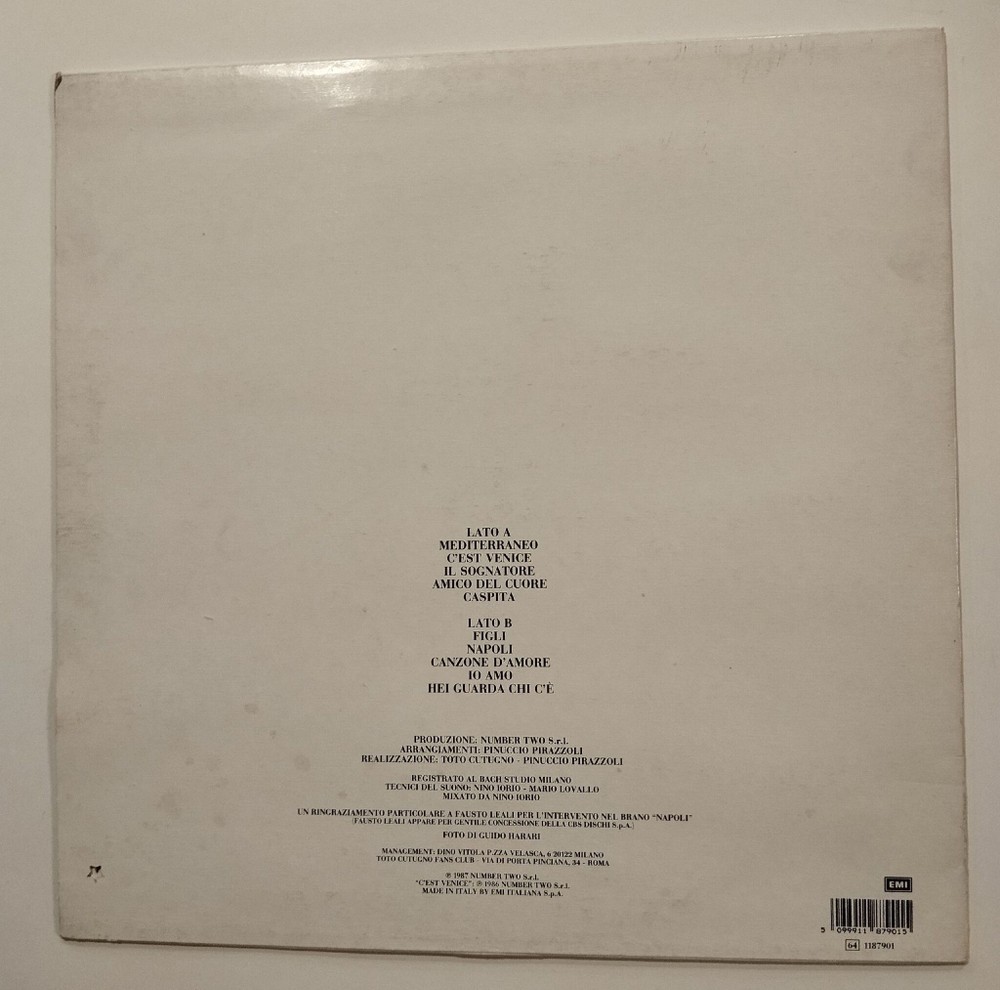 LATO A
MEDITERRANEO
C'EST VENICE
IL SOGNATORE
AMICO DEL CUORE
CASPITA
LATO B
FIGLI
NAPOLI
CANZONE D'AMORE
IO AMO
HEI GUARDA CHI C'È
PRODUZIONE: NUMBER TWO S.r.l.
ARRANGIAMENTI: PINUCCIO PIRAZZOLI
REALIZZAZIONE: TOTO CUTUGNO - PINUCCIO PIRAZZOLI
REGISTRATO AL BACH STUDIO MILANO
TECNICI DEL SUONO: NINO IORIO - MARIO LOVALLO
MIXATO DA NINO IORIO
UN RINGRAZIAMENTO PARTICOLARE A FAUSTO LEALI PER L'INTERVENTO NEL BRANO "NAPOLI"
(FAUSTO LEALI APPARE PER GENTILE CONCESSIONE DELLA CBS DISCHI S.p.A.)
FOTO DI GUIDO HARARI
MANAGEMENT: DINO VITOLA P.ZZA VELASCA, 6 20122 MILANO
TOTO CUTUGNO FANS CLUB - VIA DI PORTA PINCIANA, 34 - ROMA
℗ 1987 NUMBER TWO S.r.l.
"C'EST VENICE": ℗ 1986 NUMBER TWO S.r.l.
MADE IN ITALY BY EMI ITALIANA S.p.A.
EMI
5 099911 879015
64 1187901